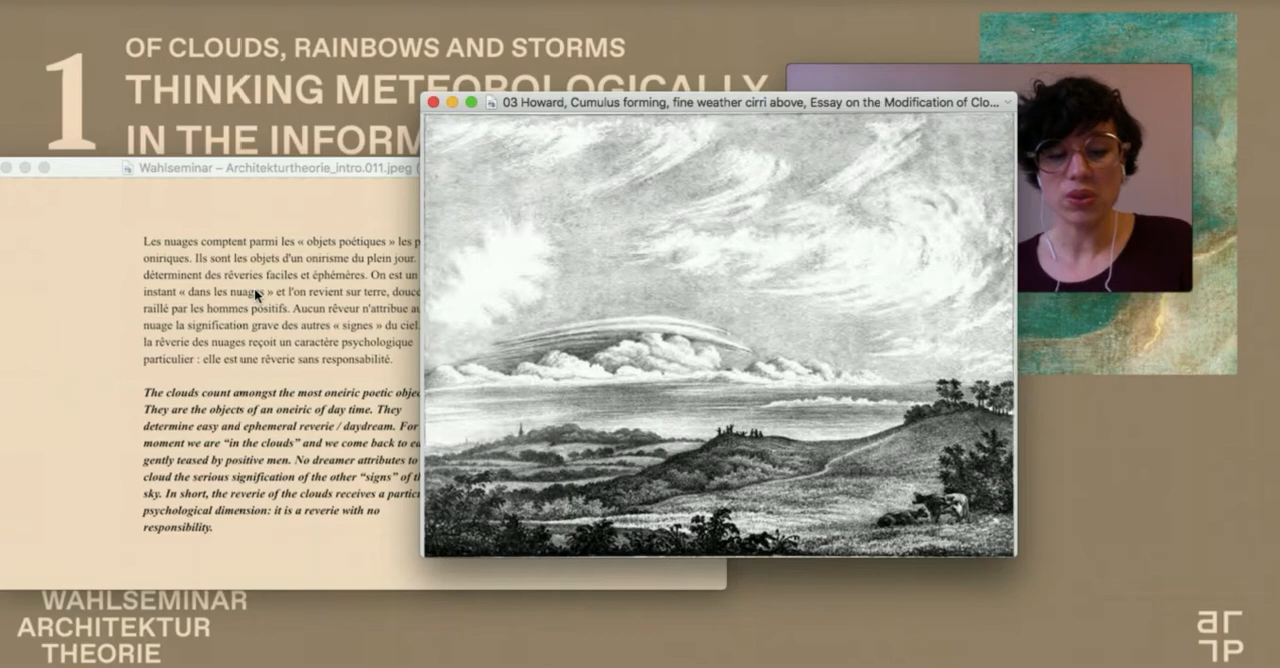 1
OF CLOUDS, RAINBOWS AND STORMS
THINKING METEOROLOGICALLY
IN THE INFORM
03 Howard, Cumulus forming, fine weather cirri above, Essay on the Modification of Clo...
Wahlseminar – Architekturtheorie_intro.011.jpeg (
Les nuages comptent parmi les « objets poétiques » les p
oniriques. Ils sont les objets d'un onirisme du plein jour.
déterminent des rêveries faciles et éphémères. On est un
instant « dans les nuages » et l'on revient sur terre, douce
raillé par les hommes positifs. Aucun rêveur n'attribue au
nuage la signification grave des autres « signes » du ciel.
la rêverie des nuages reçoit un caractère psychologique
particulier : elle est une rêverie sans responsabilité.
The clouds count amongst the most oneiric poetic objec
They are the objects of an oneiric of day time. They
determine easy and ephemeral reverie / daydream. For
moment we are “in the clouds” and we come back to ea
gently teased by positive men. No dreamer attributes to
cloud the serious signification of the other “signs” of th
sky. In short, the reverie of the clouds receives a partic
psychological dimension: it is a reverie with no
responsibility.
WAHLSEMINAR
ARCHITEKTUR
THEORIE